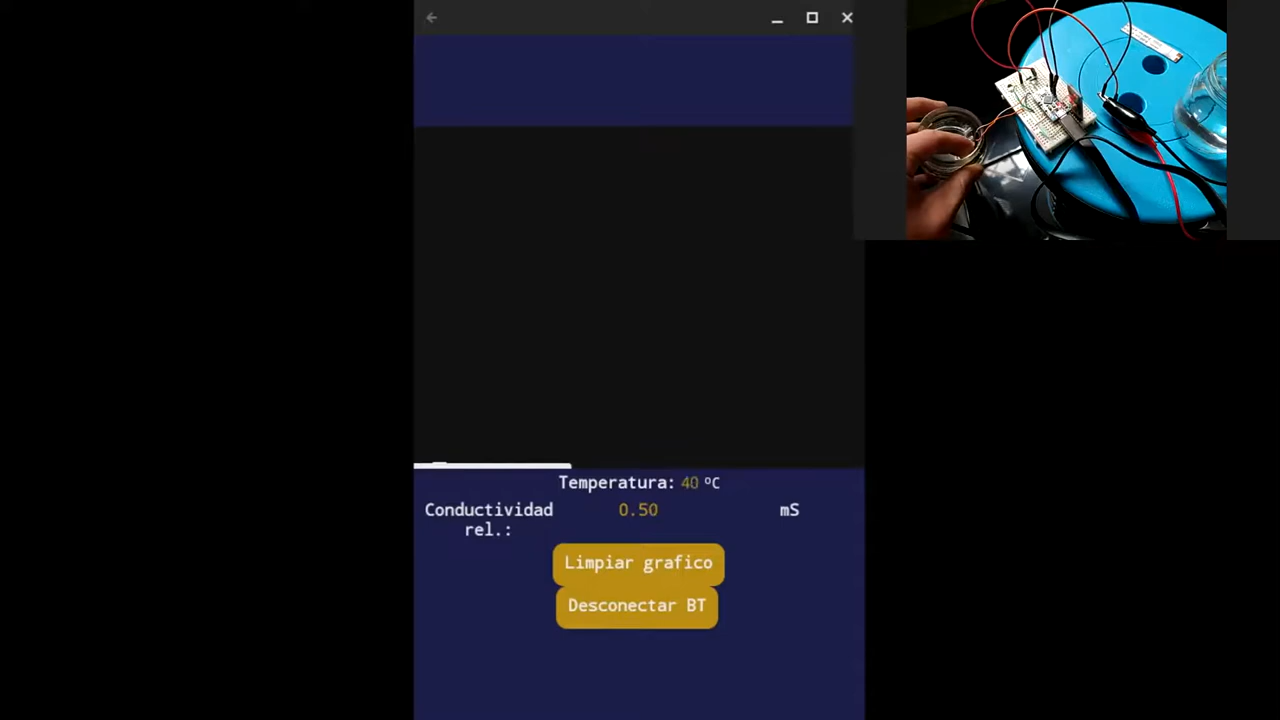 Temperatura: 40 ºC
Conductividad 0.50 mS
rel.:
Limpiar grafico
Desconectar BT